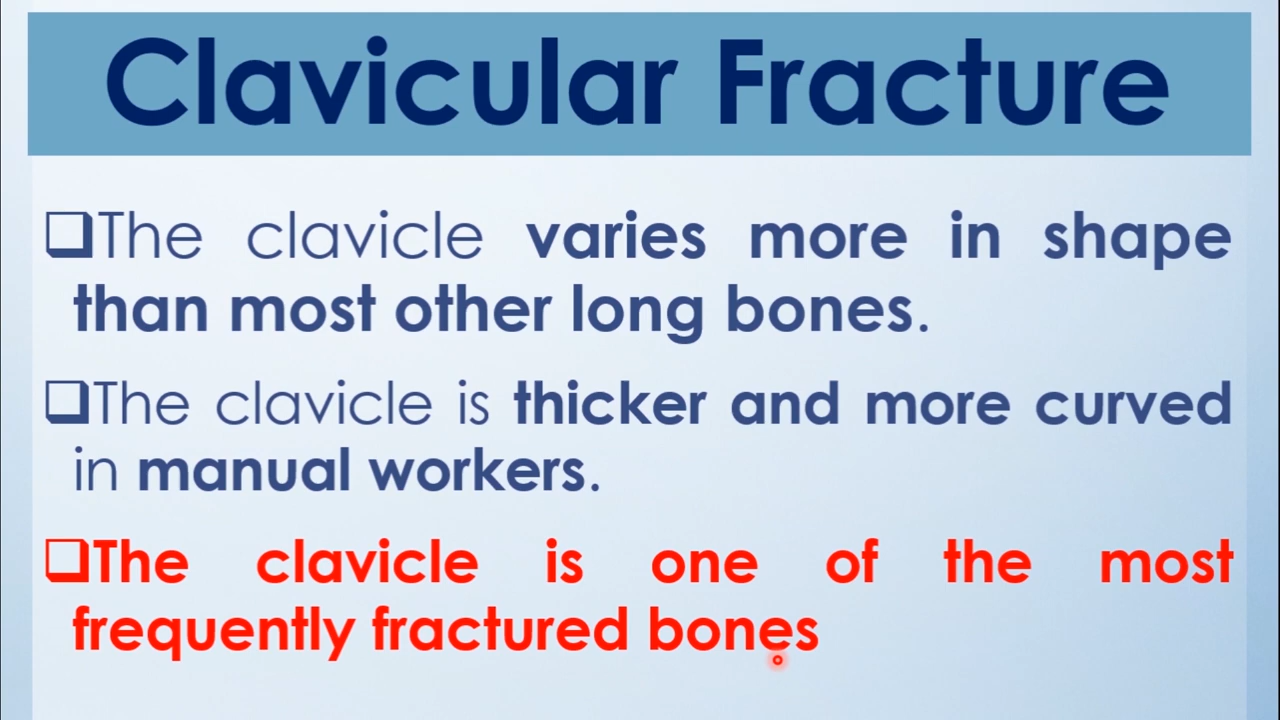 Clavicular Fracture
❑The clavicle varies more in shape
than most other long bones.
❑The clavicle is thicker and more curved
in manual workers.
❑The clavicle is one of the most
frequently fractured bones